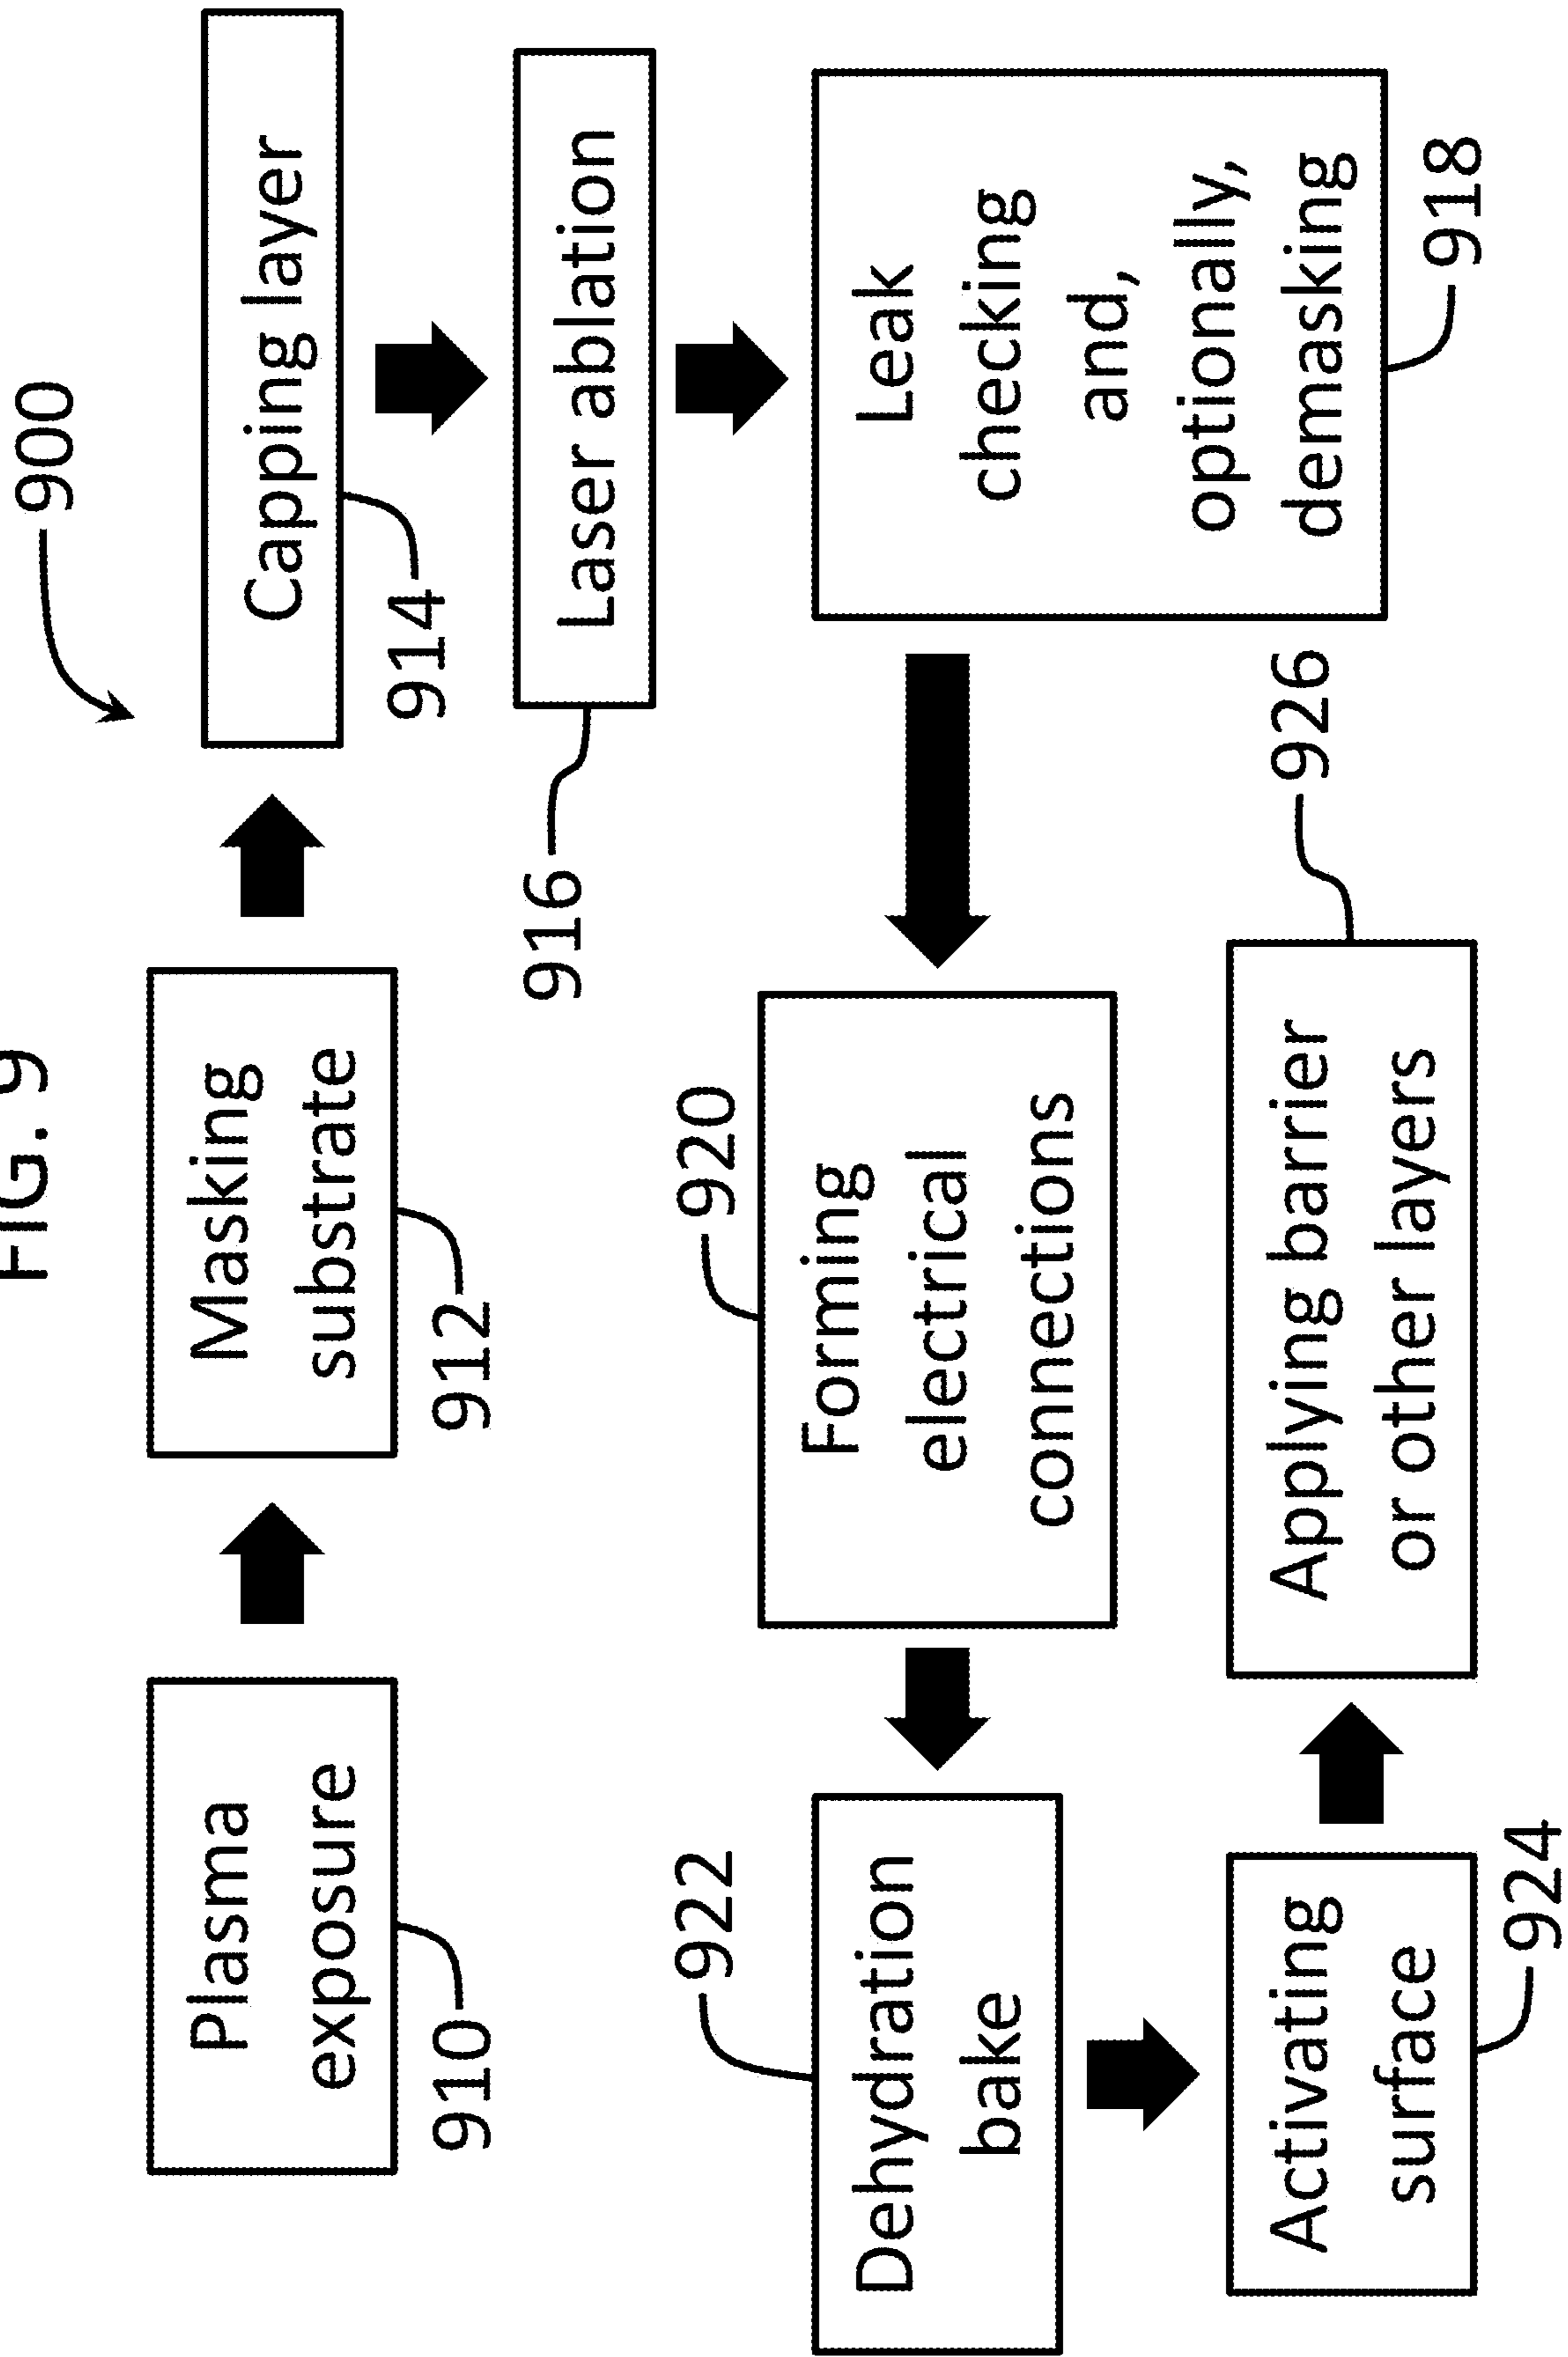 FIG. 9
900
Plasma
exposure
910
Masking
substrate
912
Capping layer
914
Laser ablation
916
Leak
checking
and,
optionally,
demasking
918
Forming
electrical
connections
920
Dehydration
bake
922
Activating
surface
924
Applying barrier
or other layers
926